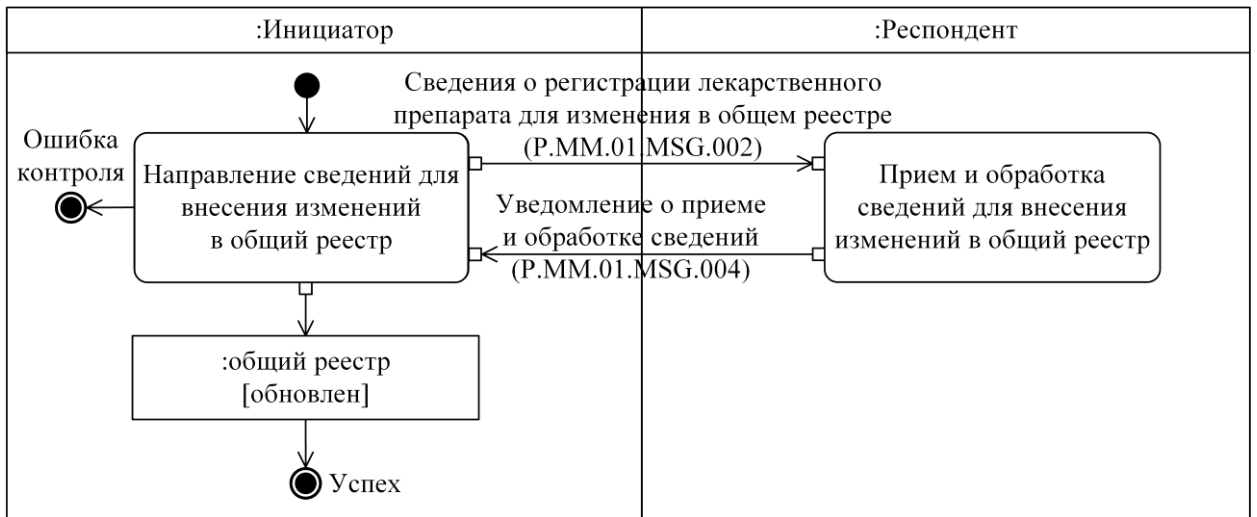 :Инициатор
:Респондент
Сведения о регистрации лекарственного
препарата для изменения в общем реестре
(P.MM.01.MSG.002)
Ошибка
контроля
Направление сведений для
внесения изменений
в общий реестр
Прием и обработка
сведений для внесения
изменений в общий реестр
Уведомление о приеме
и обработке сведений
(P.MM.01.MSG.004)
:общий реестр
[обновлен]
Успех